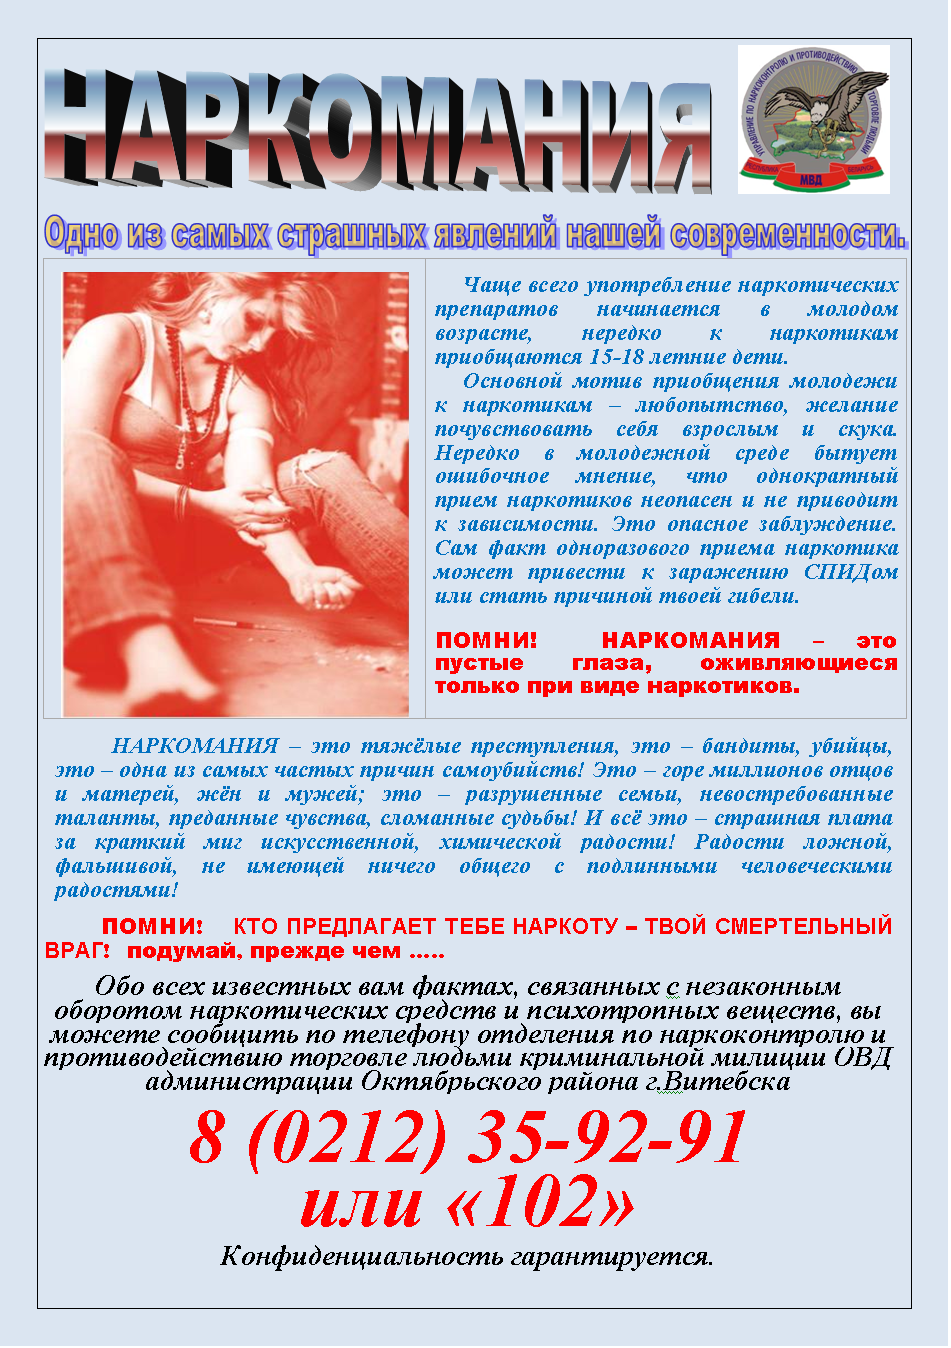 НАРКОМАНИЯ
УПРАВЛЕНИЕ ПО НАРКОКОНТРОЛЮ И ПРОТИВОДЕЙСТВИЮ ТОРГОВЛЕ ЛЮДЬМИ
МВД
Одно из самых страшных явлений нашей современности.
Чаще всего употребление наркотических
препаратов начинается в молодом
возрасте, нередко к наркотикам
приобщаются 15-18 летние дети.
Основной мотив приобщения молодежи
к наркотикам – любопытство, желание
почувствовать себя взрослым и скука.
Нередко в молодежной среде бытует
ошибочное мнение, что однократный
прием наркотиков неопасен и не приводит
к зависимости. Это опасное заблуждение.
Сам факт одноразового приема наркотика
может привести к заражению СПИДом
или стать причиной твоей гибели.
ПОМНИ! НАРКОМАНИЯ – это
пустые глаза, оживляющиеся
только при виде наркотиков.
НАРКОМАНИЯ – это тяжёлые преступления, это – бандиты, убийцы,
это – одна из самых частых причин самоубийств! Это – горе миллионов отцов
и матерей, жён и мужей; это – разрушенные семьи, невостребованные
таланты, преданные чувства, сломанные судьбы! И всё это – страшная плата
за краткий миг искусственной, химической радости! Радости ложной,
фальшивой, не имеющей ничего общего с подлинными человеческими
радостями!
ПОМНИ! КТО ПРЕДЛАГАЕТ ТЕБЕ НАРКОТУ – ТВОЙ СМЕРТЕЛЬНЫЙ
ВРАГ! подумай, прежде чем …..
Обо всех известных вам фактах, связанных с незаконным
оборотом наркотических средств и психотропных веществ, вы
можете сообщить по телефону отделения по наркоконтролю и
противодействию торговле людьми криминальной милиции ОВД
администрации Октябрьского района г.Витебска
8 (0212) 35-92-91
или «102»
Конфиденциальность гарантируется.